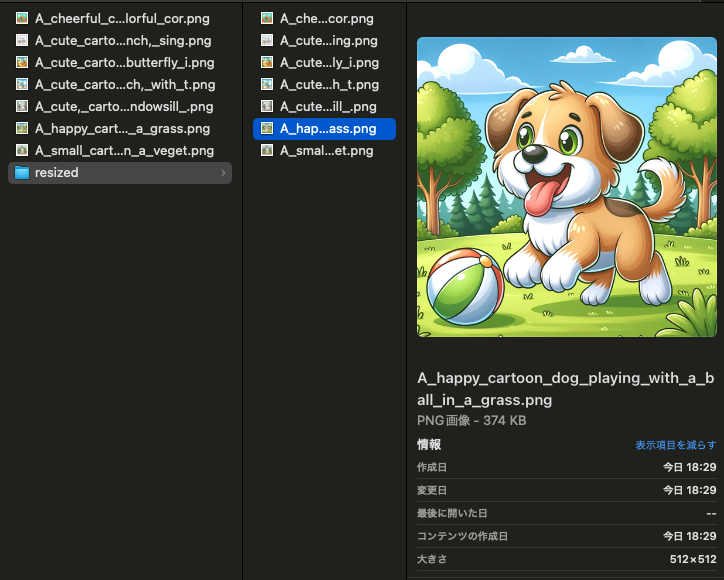 A_cheerful_c...lorful_cor.png
A_cute_carto...nch,_sing.png
A_cute_carto...butterfly_i.png
A_cute_carto...ch,_with_t.png
A_cute,_carto...ndowsill_.png
A_happy_cart..._a_grass.png
A_small_cart...n_a_veget.png
resized
A_che...cor.png
A_cute...ing.png
A_cute...ly_i.png
A_cute...h_t.png
A_cute...ill_.png
A_hap...ass.png
A_smal...et.png
A_happy_cartoon_dog_playing_with_a_b
all_in_a_grass.png
PNG画像 - 374 KB
情報 表示項目を減らす
作成日 今日 18:29
変更日 今日 18:29
最後に開いた日 --
コンテンツの作成日 今日 18:29
大きさ 512×512